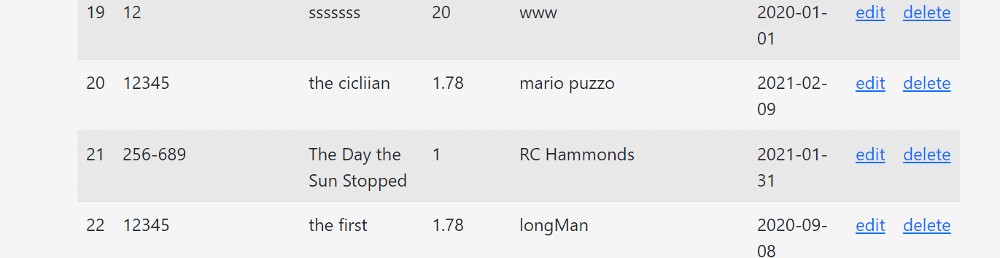 19 12 sssssss 20 www 2020-01- edit delete
01
20 12345 the cicliian 1.78 mario puzzo 2021-02- edit delete
09
21 256-689 The Day the 1 RC Hammonds 2021-01- edit delete
Sun Stopped 31
22 12345 the first 1.78 longMan 2020-09- edit delete
08